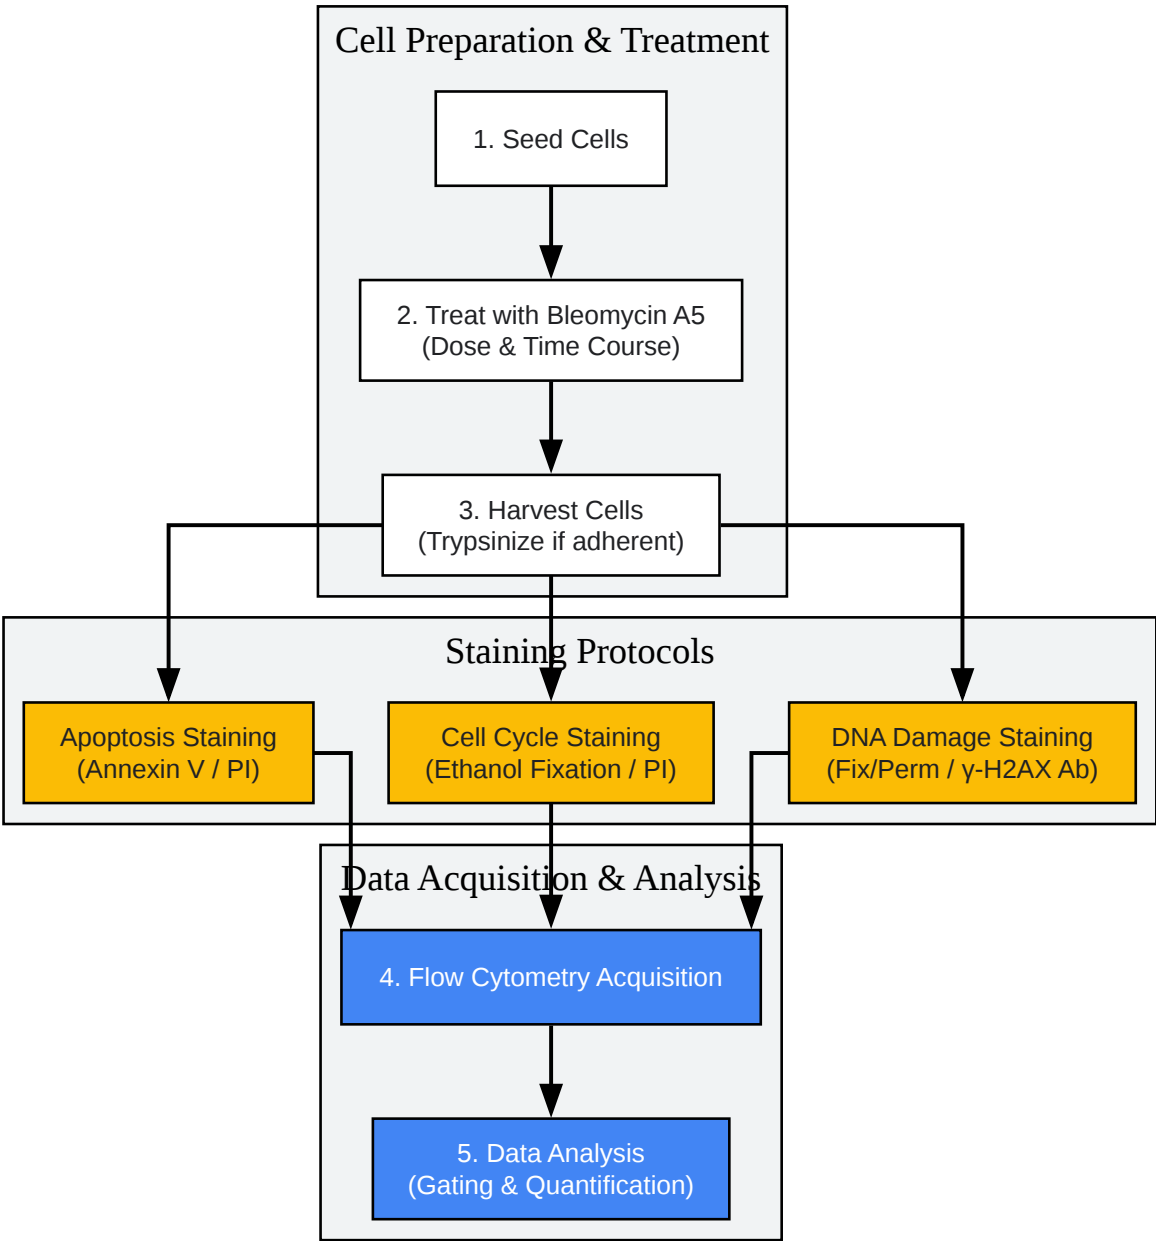 Cell Preparation & Treatment
1. Seed Cells
2. Treat with Bleomycin A5
(Dose & Time Course)
3. Harvest Cells
(Trypsinize if adherent)
Staining Protocols
Apoptosis Staining
(Annexin V / PI)
Cell Cycle Staining
(Ethanol Fixation / PI)
DNA Damage Staining
(Fix/Perm / γ-H2AX Ab)
Data Acquisition & Analysis
4. Flow Cytometry Acquisition
5. Data Analysis
(Gating & Quantification)